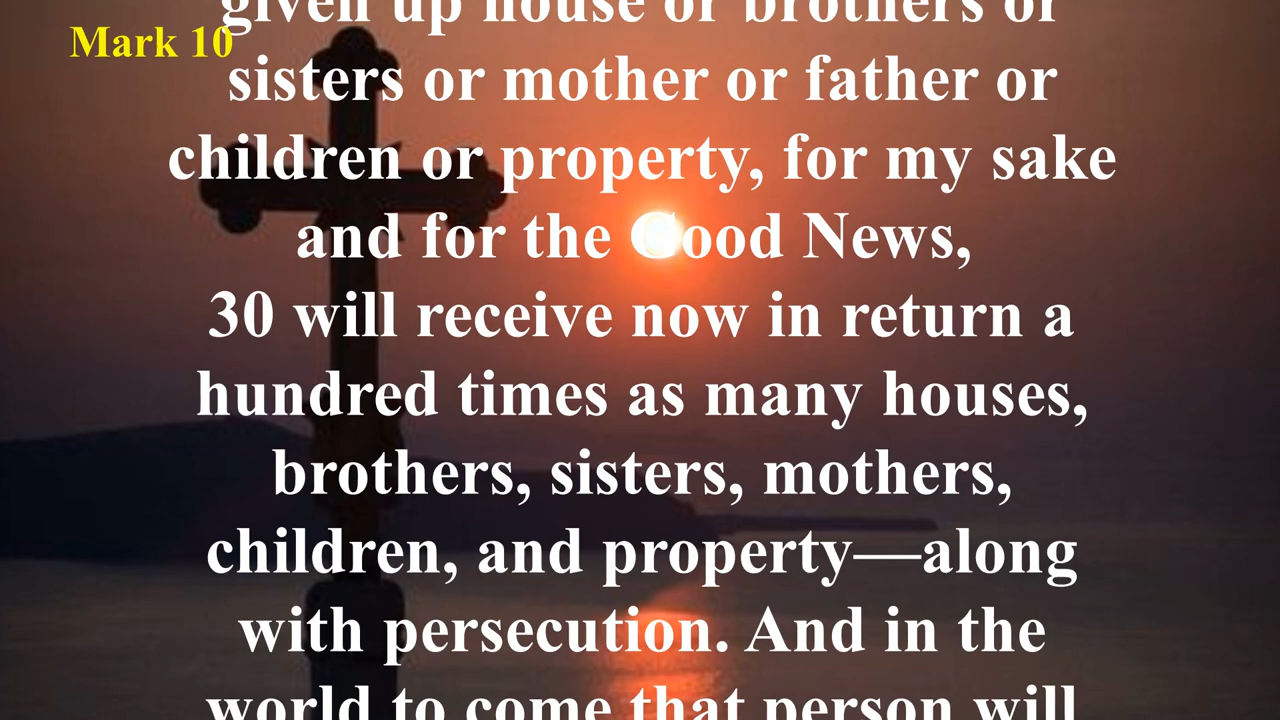 Mark 10
given up house or brothers or
sisters or mother or father or
children or property, for my sake
and for the Good News,
30 will receive now in return a
hundred times as many houses,
brothers, sisters, mothers,
children, and property—along
with persecution. And in the
world to come that person will